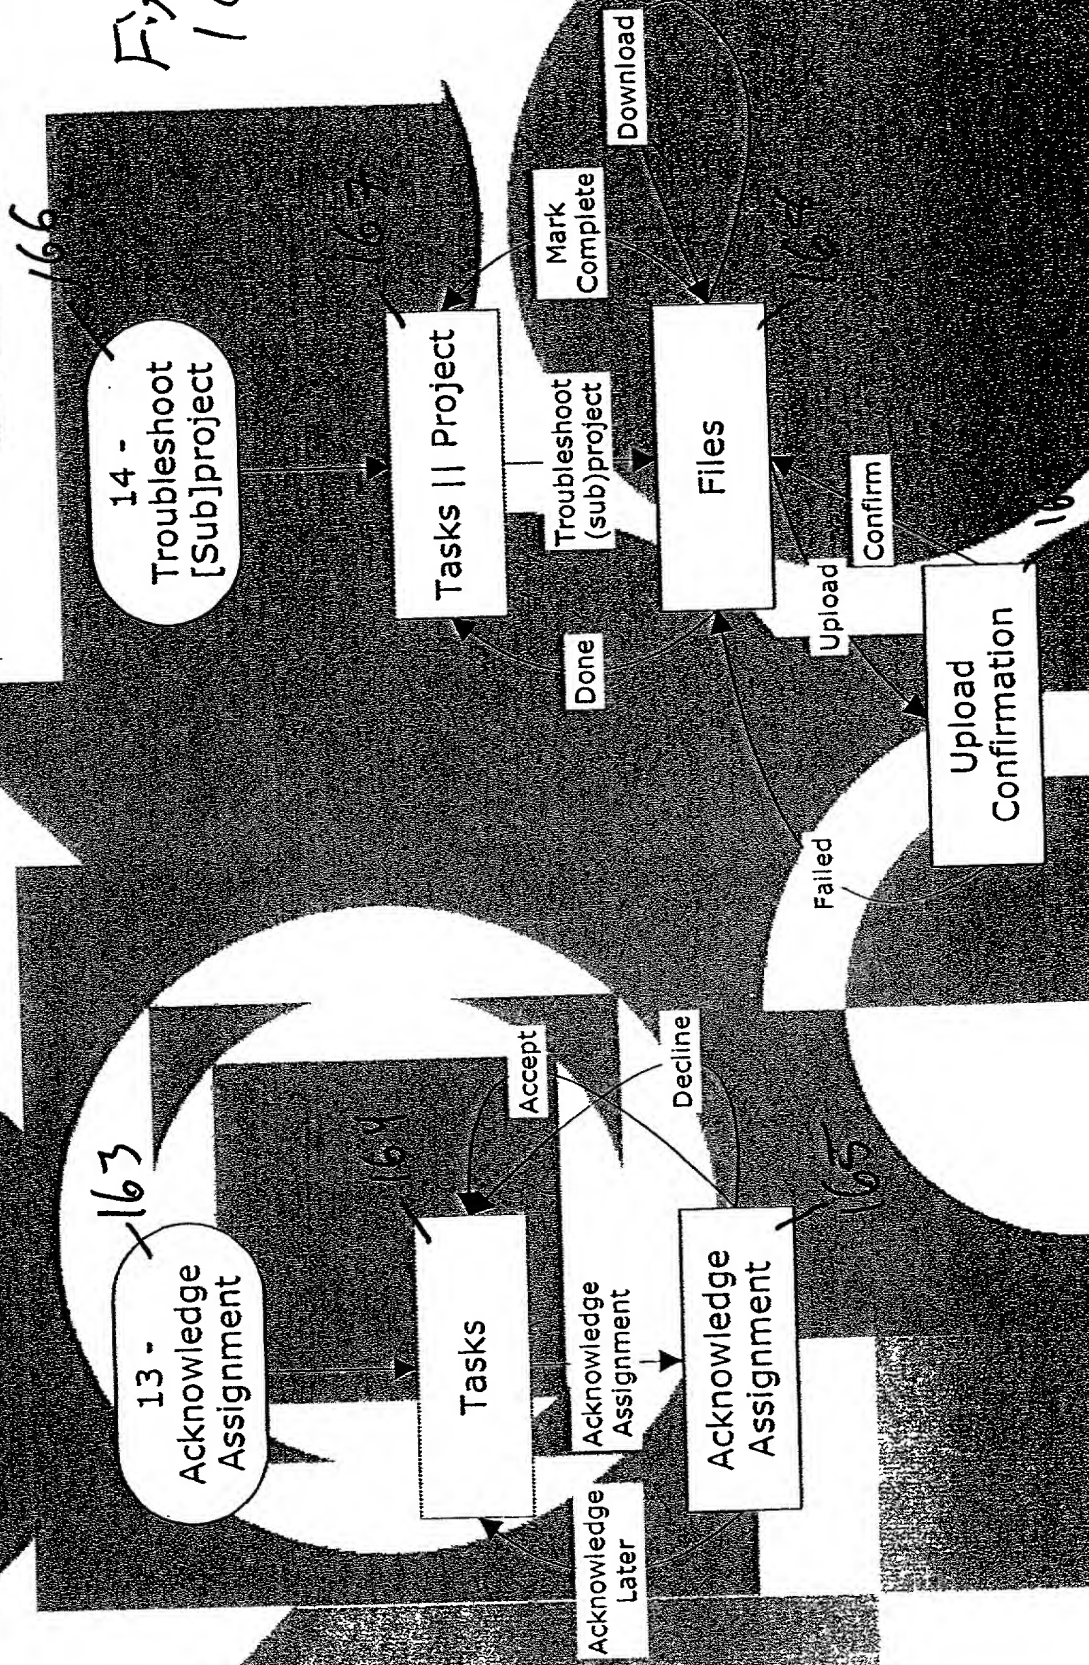 163
13 -
Acknowledge
Assignment
164
Tasks
Acknowledge
Later
Acknowledge
Assignment
Accept
Decline
Acknowledge
Assignment
165
166
14 -
Troubleshoot
[Sub]project
167
Tasks || Project
Done
Troubleshoot
(sub)project
Mark
Complete
Download
Files
Failed
Upload
Confirm
Upload
Confirmation